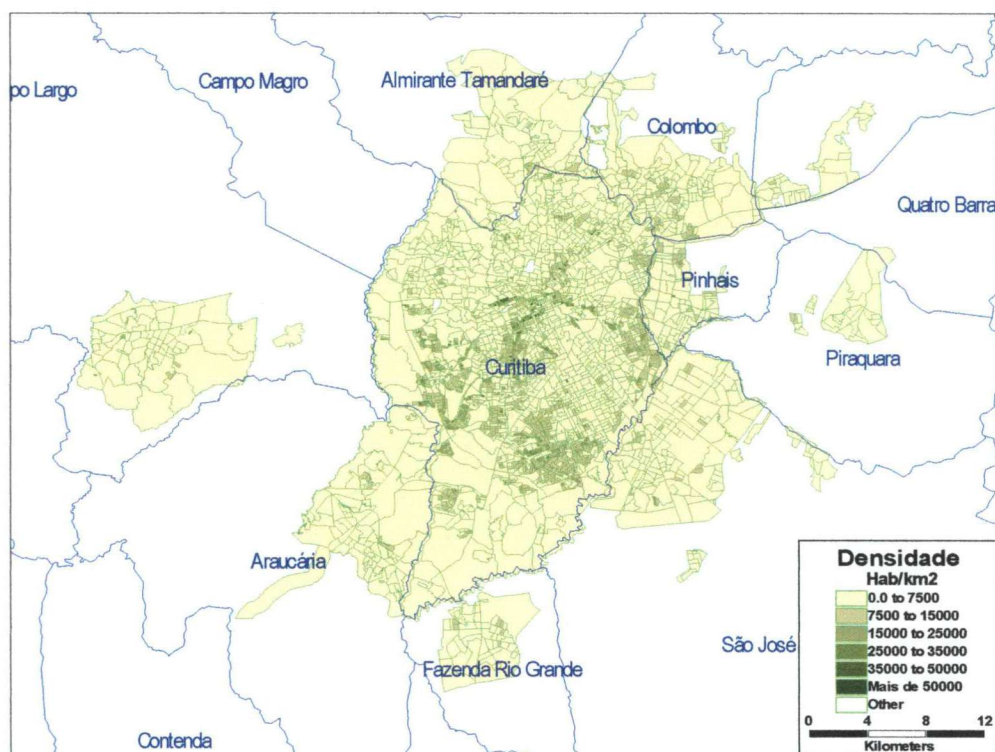 Campo Magro
Almirante Tamandaré
po Largo
Colombo
Quatro Barra
Pinhais
Piraquara
Curitiba
Araucária
Fazenda Rio Grande
São José
Contenda
Densidade
Hab/km2
0.0 to 7500
7500 to 15000
15000 to 25000
25000 to 35000
35000 to 50000
Mais de 50000
Other
0 4 8 12
Kilometers